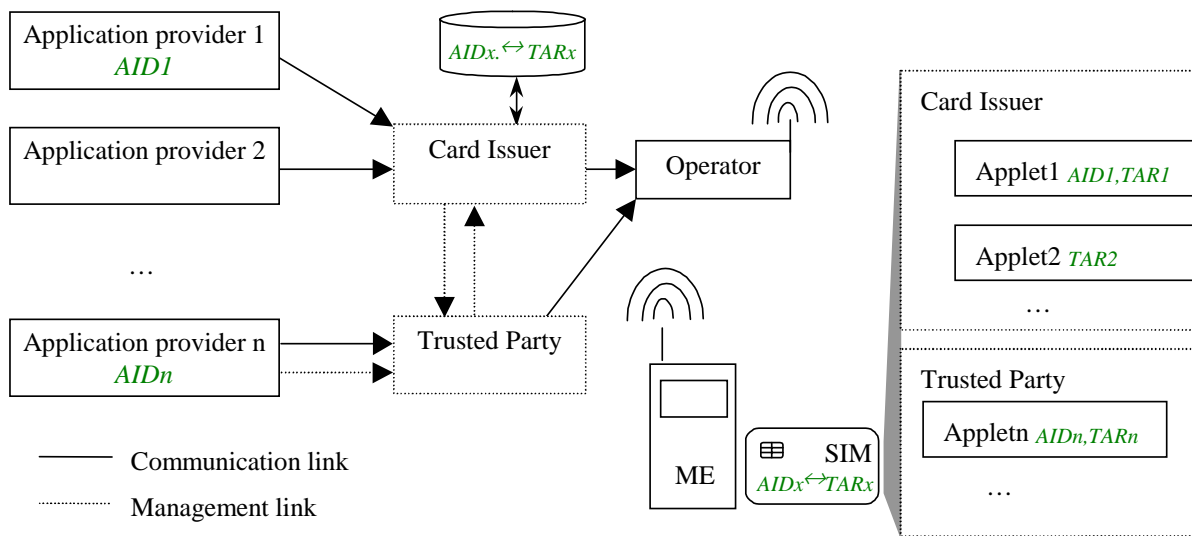 Application provider 1
AID1
Application provider 2
…
Application provider n
AIDn
Communication link
Management link
AIDx.↔TARx
Card Issuer
Operator
Trusted Party
ME
SIM
AIDx↔TARx
Card Issuer
Applet1 AID1,TAR1
Applet2 TAR2
…
Trusted Party
Appletn AIDn,TARn
…